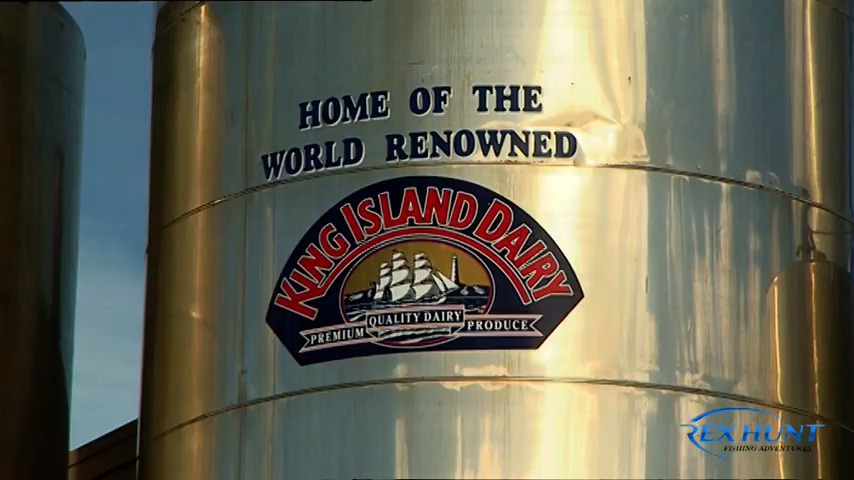 HOME OF THE
WORLD RENOWNED
KING ISLAND DAIRY
PREMIUM QUALITY DAIRY PRODUCE
REX HUNT
FISHING ADVENTURES